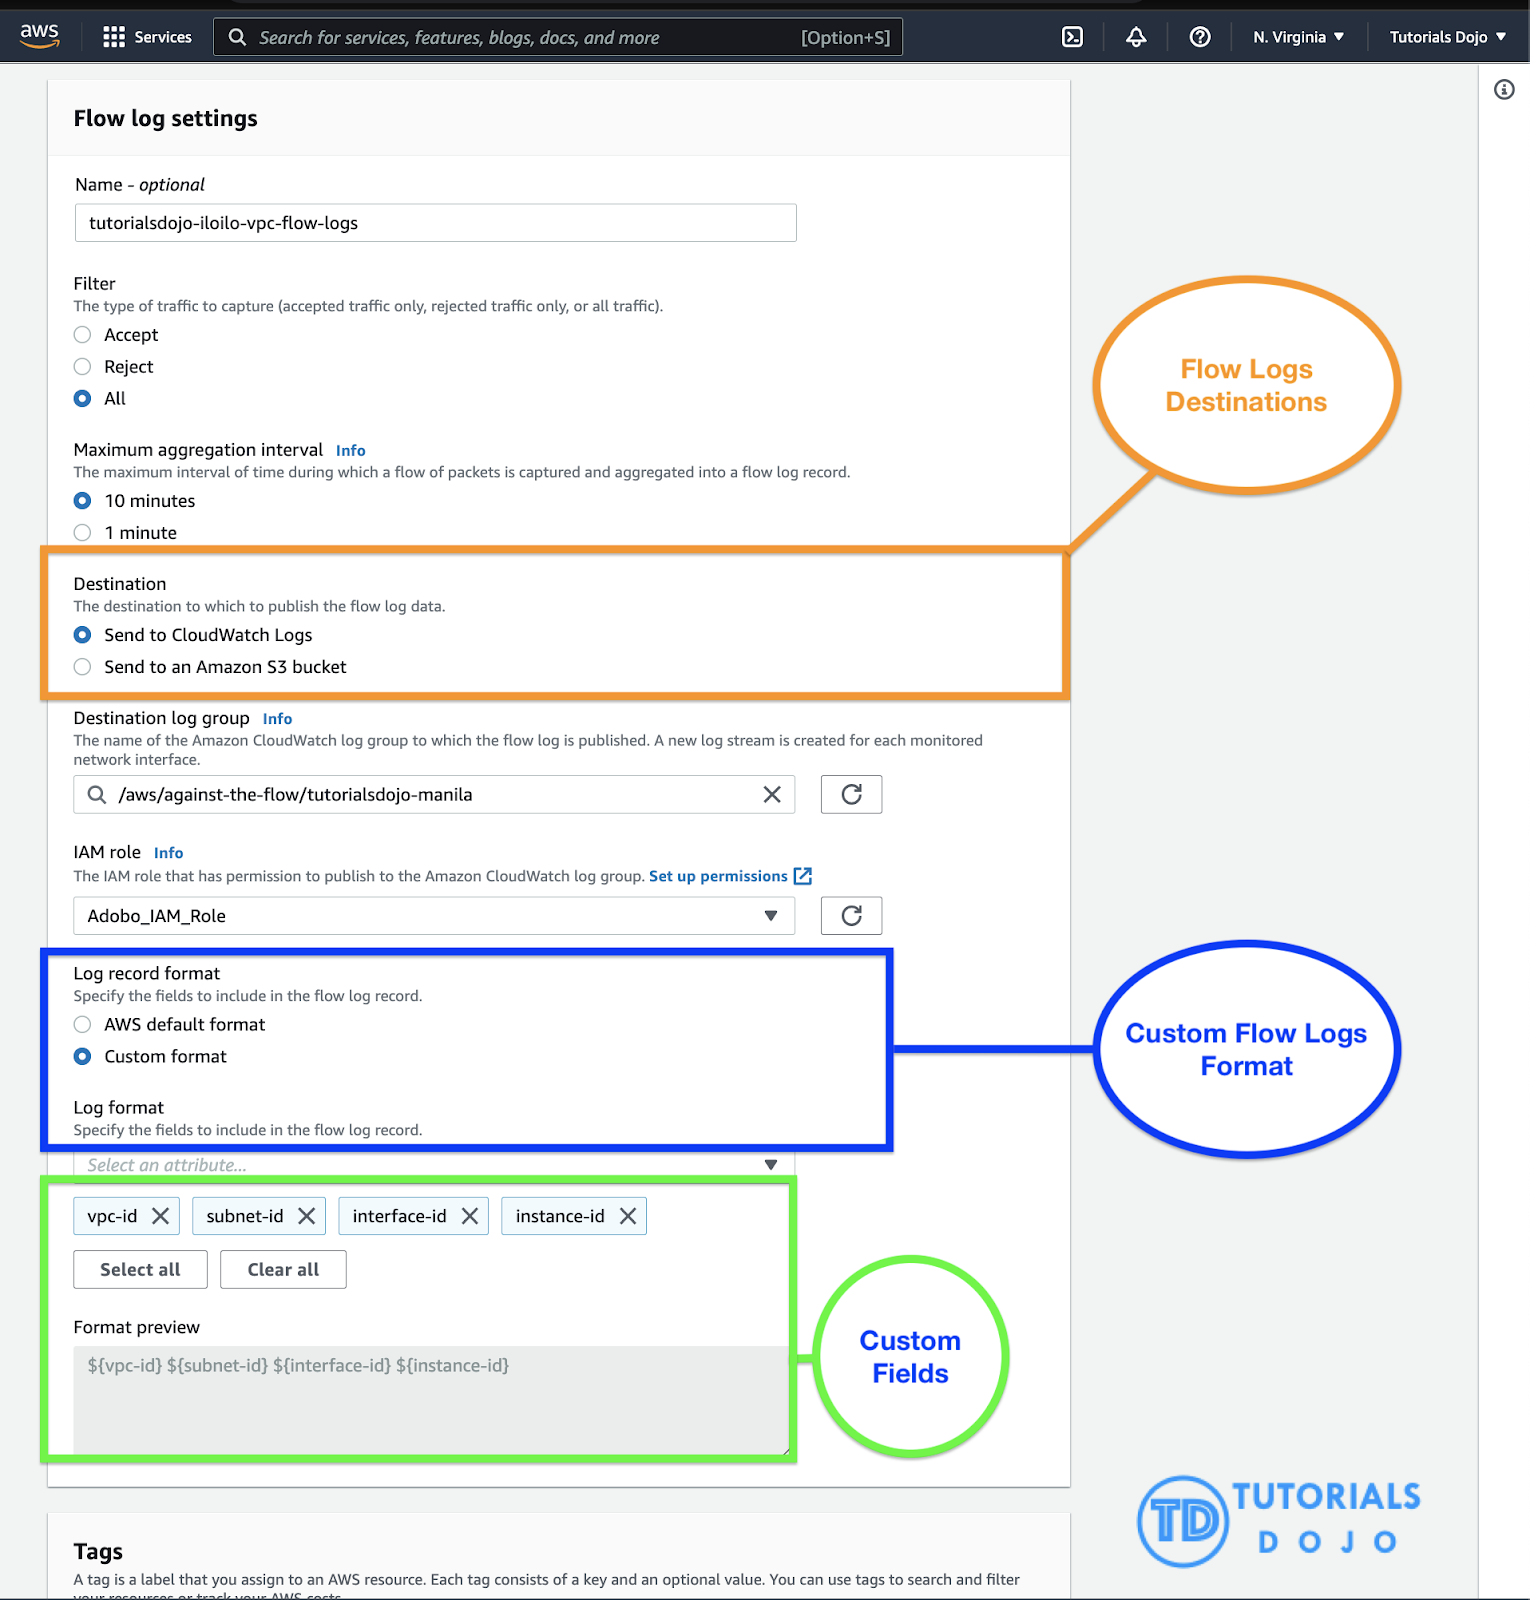 aws
Services
Search for services, features, blogs, docs, and more
[Option+S]
N. Virginia
Tutorials Dojo
Flow log settings
Name - optional
tutorialsdojo-iloilo-vpc-flow-logs
Filter
The type of traffic to capture (accepted traffic only, rejected traffic only, or all traffic).
Accept
Reject
All
Flow Logs
Destinations
Maximum aggregation interval Info
The maximum interval of time during which a flow of packets is captured and aggregated into a flow log record.
10 minutes
1 minute
Destination
The destination to which to publish the flow log data.
Send to CloudWatch Logs
Send to an Amazon S3 bucket
Destination log group Info
The name of the Amazon CloudWatch log group to which the flow log is published. A new log stream is created for each monitored
network interface.
/aws/against-the-flow/tutorialsdojo-manila
IAM role Info
The IAM role that has permission to publish to the Amazon CloudWatch log group. Set up permissions
Adobo_IAM_Role
Log record format
Specify the fields to include in the flow log record.
AWS default format
Custom format
Custom Flow Logs
Format
Log format
Specify the fields to include in the flow log record.
Select an attribute...
vpc-id
subnet-id
interface-id
instance-id
Select all
Clear all
Format preview
${vpc-id} ${subnet-id} ${interface-id} ${instance-id}
Custom
Fields
TD
TUTORIALS
DOJO
Tags
A tag is a label that you assign to an AWS resource. Each tag consists of a key and an optional value. You can use tags to search and filter
your resources or track your AWS costs.